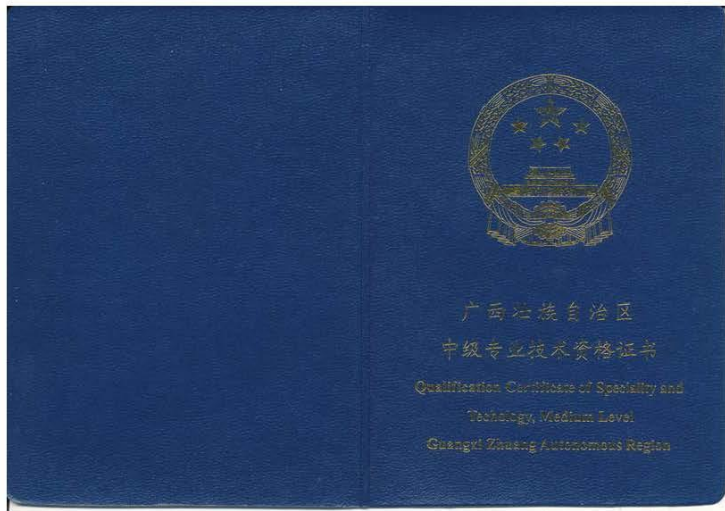 广西壮族自治区
中级专业技术资格证书
Qualification Certificate of Speciality and
Techology, Medium Level
Guangxi Zhuang Autonomous Region